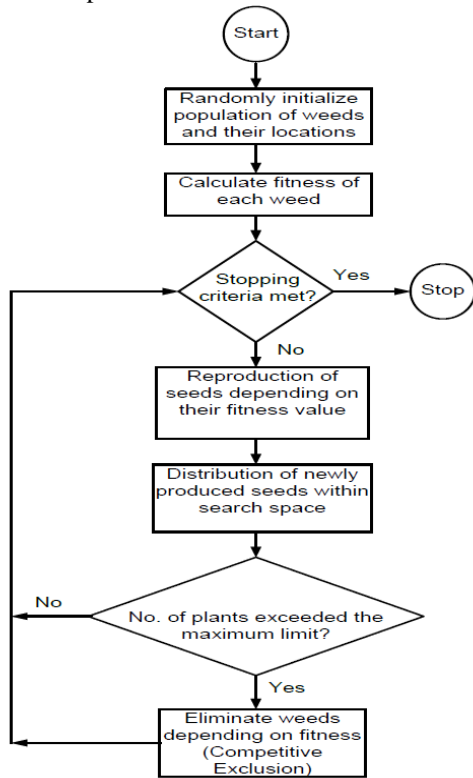 Start
Randomly initialize
population of weeds
and their locations
Calculate fitness of
each weed
Stopping
criteria met?
Yes
Stop
No
Reproduction of
seeds depending on
their fitness value
Distribution of newly
produced seeds within
search space
No
No. of plants exceeded the
maximum limit?
Yes
Eliminate weeds
depending on fitness
(Competitive
Exclusion)